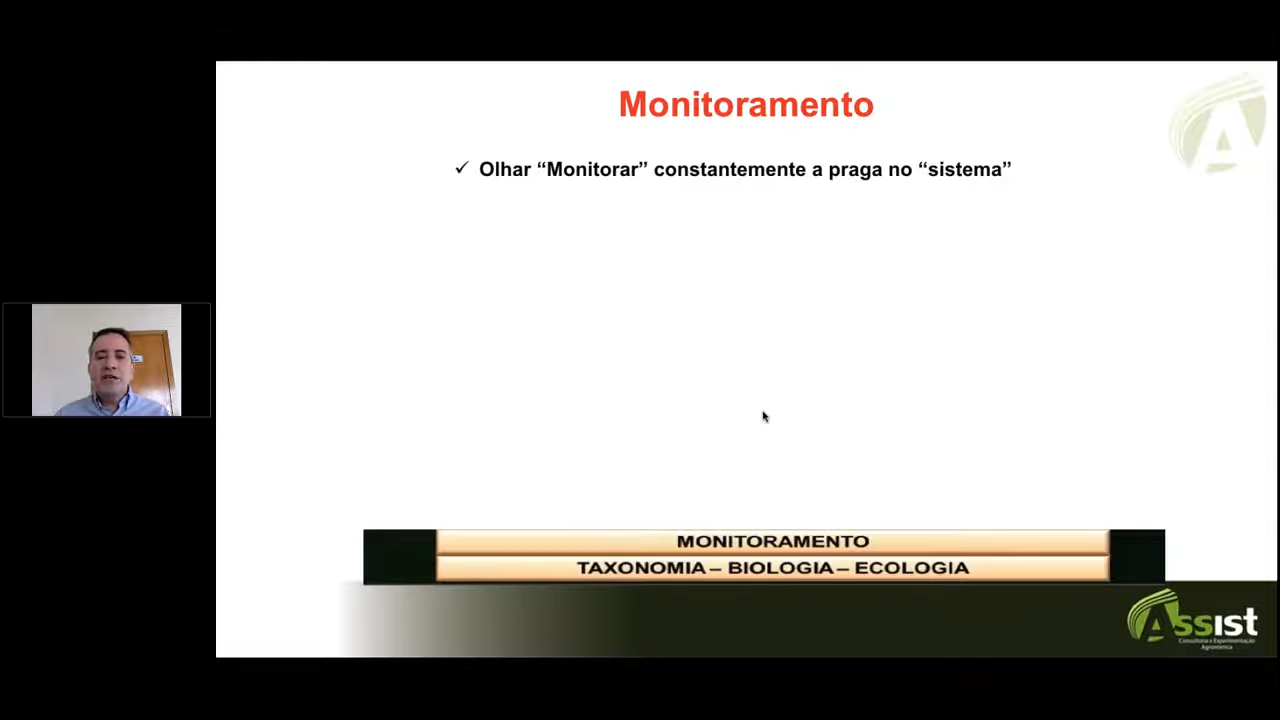 Monitoramento
✓ Olhar “Monitorar” constantemente a praga no “sistema”
MONITORAMENTO
TAXONOMIA – BIOLOGIA – ECOLOGIA
Assist
Consultoria e Experimentação
Agronômica